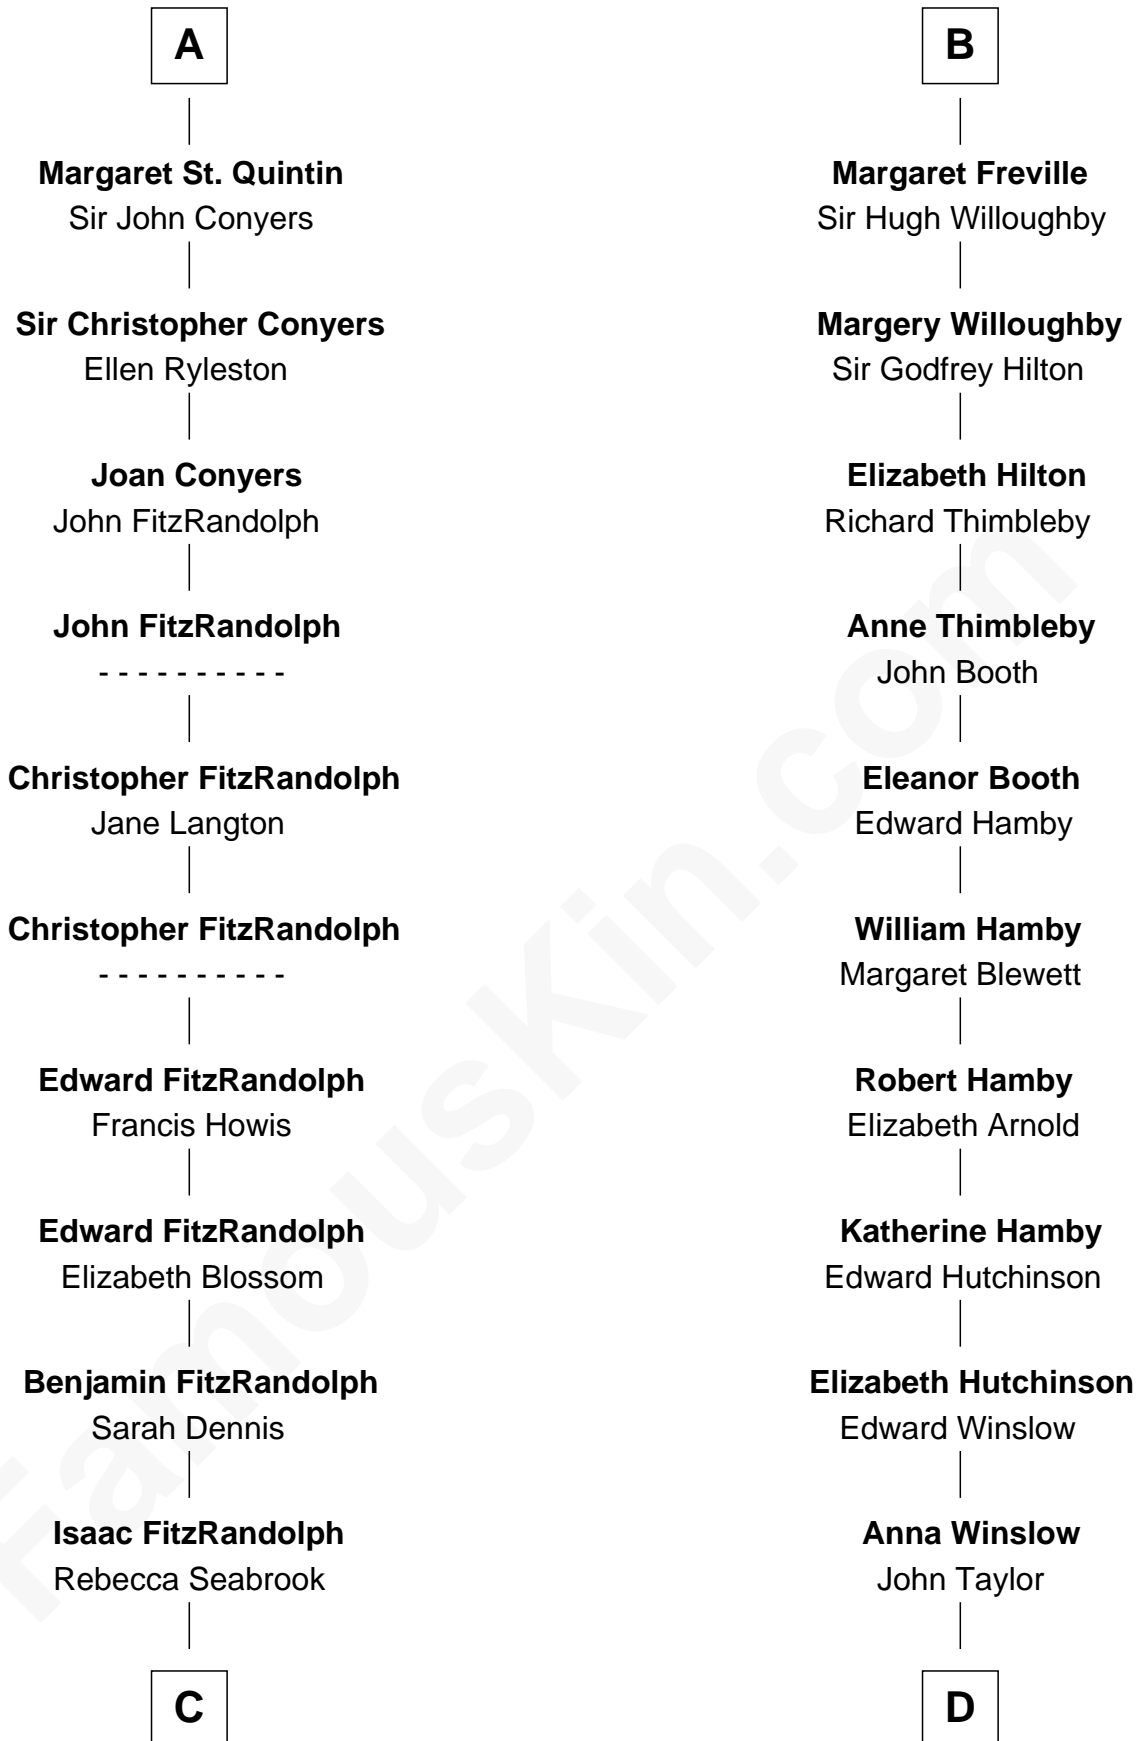 A
Margaret St. Quintin
Sir John Conyers
Sir Christopher Conyers
Ellen Ryleston
Joan Conyers
John FitzRandolph
John FitzRandolph
- - - - - - - - - -
Christopher FitzRandolph
Jane Langton
Christopher FitzRandolph
- - - - - - - - - -
Edward FitzRandolph
Francis Howis
Edward FitzRandolph
Elizabeth Blossom
Benjamin FitzRandolph
Sarah Dennis
Isaac FitzRandolph
Rebecca Seabrook
C
B
Margaret Freville
Sir Hugh Willoughby
Margery Willoughby
Sir Godfrey Hilton
Elizabeth Hilton
Richard Thimbleby
Anne Thimbleby
John Booth
Eleanor Booth
Edward Hamby
William Hamby
Margaret Blewett
Robert Hamby
Elizabeth Arnold
Katherine Hamby
Edward Hutchinson
Elizabeth Hutchinson
Edward Winslow
Anna Winslow
John Taylor
D
FamousKin.com